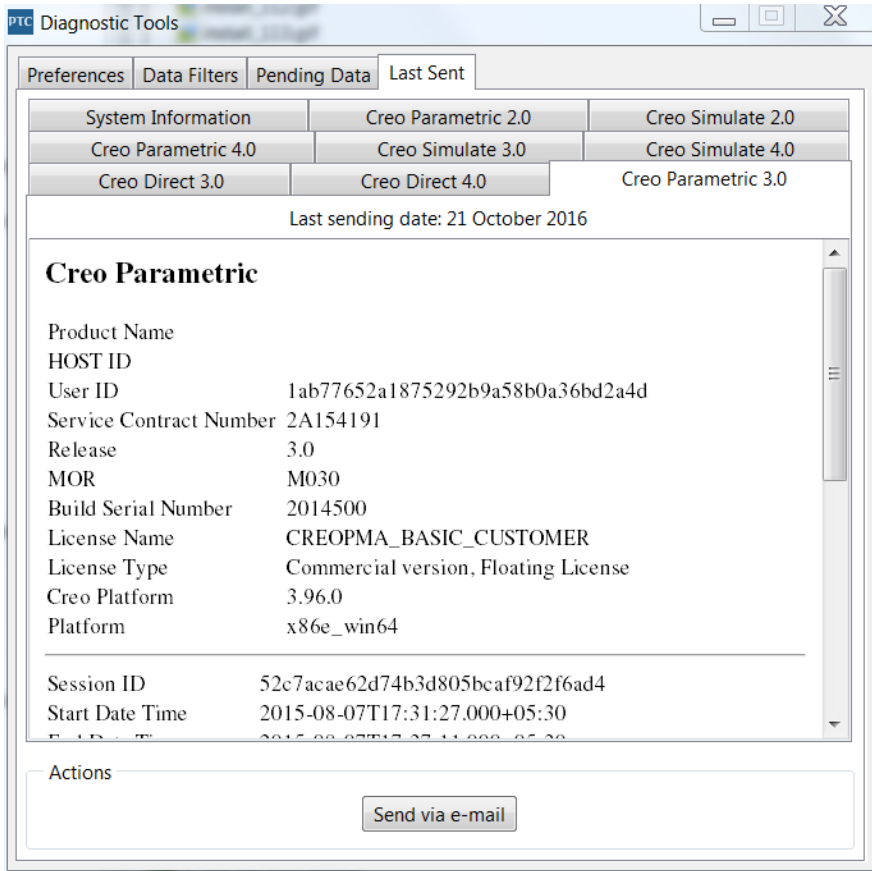 PTC Diagnostic Tools
Preferences Data Filters Pending Data Last Sent
System Information Creo Parametric 2.0 Creo Simulate 2.0
Creo Parametric 4.0 Creo Simulate 3.0 Creo Simulate 4.0
Creo Direct 3.0 Creo Direct 4.0 Creo Parametric 3.0
Last sending date: 21 October 2016
Creo Parametric
Product Name
HOST ID
User ID 1ab77652a1875292b9a58b0a36bd2a4d
Service Contract Number 2A154191
Release 3.0
MOR M030
Build Serial Number 2014500
License Name CREOPMA_BASIC_CUSTOMER
License Type Commercial version, Floating License
Creo Platform 3.96.0
Platform x86e_win64
Session ID 52c7acae62d74b3d805bcaf92f2f6ad4
Start Date Time 2015-08-07T17:31:27.000+05:30
Actions
Send via e-mail